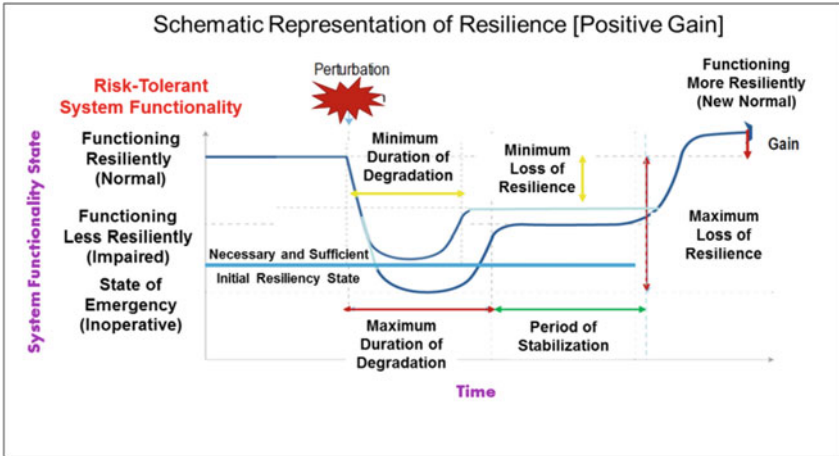 Schematic Representation of Resilience [Positive Gain]
Risk-Tolerant
System Functionality
Perturbation
Functioning
More Resiliently
(New Normal)
Gain
Functioning
Resiliently
(Normal)
Minimum
Duration of
Degradation
Minimum
Loss of
Resilience
Functioning
Less Resiliently
(Impaired)
Maximum
Loss of
Resilience
Necessary and Sufficient
Initial Resiliency State
State of
Emergency
(Inoperative)
Maximum
Duration of
Degradation
Period of
Stabilization
System Functionality State
Time